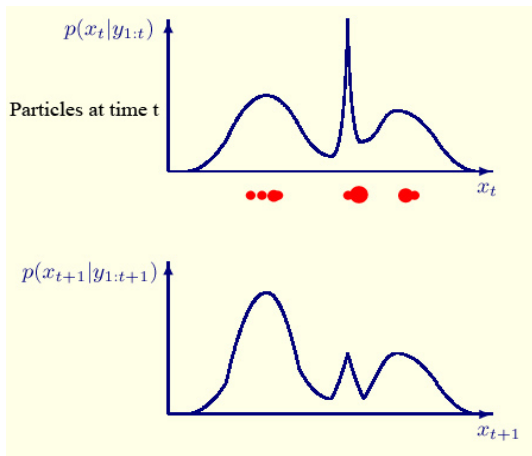 p(x_t|y_{1:t})
Particles at time t
x_t
p(x_{t+1}|y_{1:t+1})
x_{t+1}